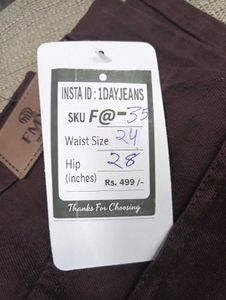 INSTA ID : 1DAYJEANS
SKU F@-35
Waist Size 24
Hip 28
(inches)
Rs. 499 /-
Thanks For Choosing